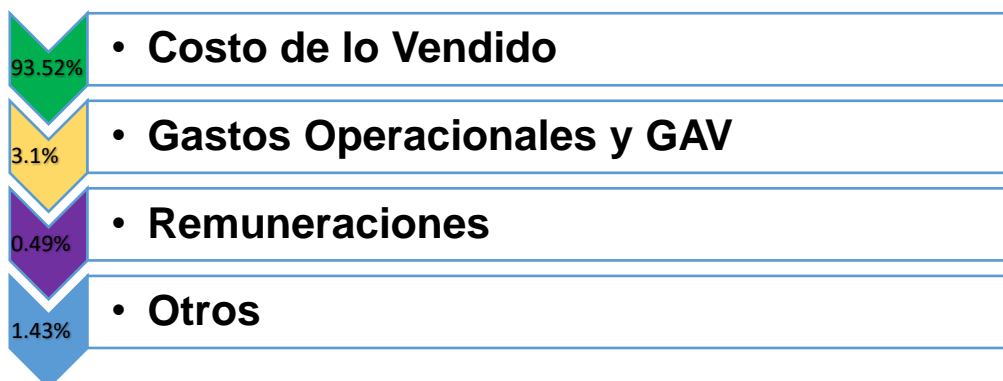 93.52%
• Costo de lo Vendido
3.1%
• Gastos Operacionales y GAV
0.49%
• Remuneraciones
1.43%
• Otros